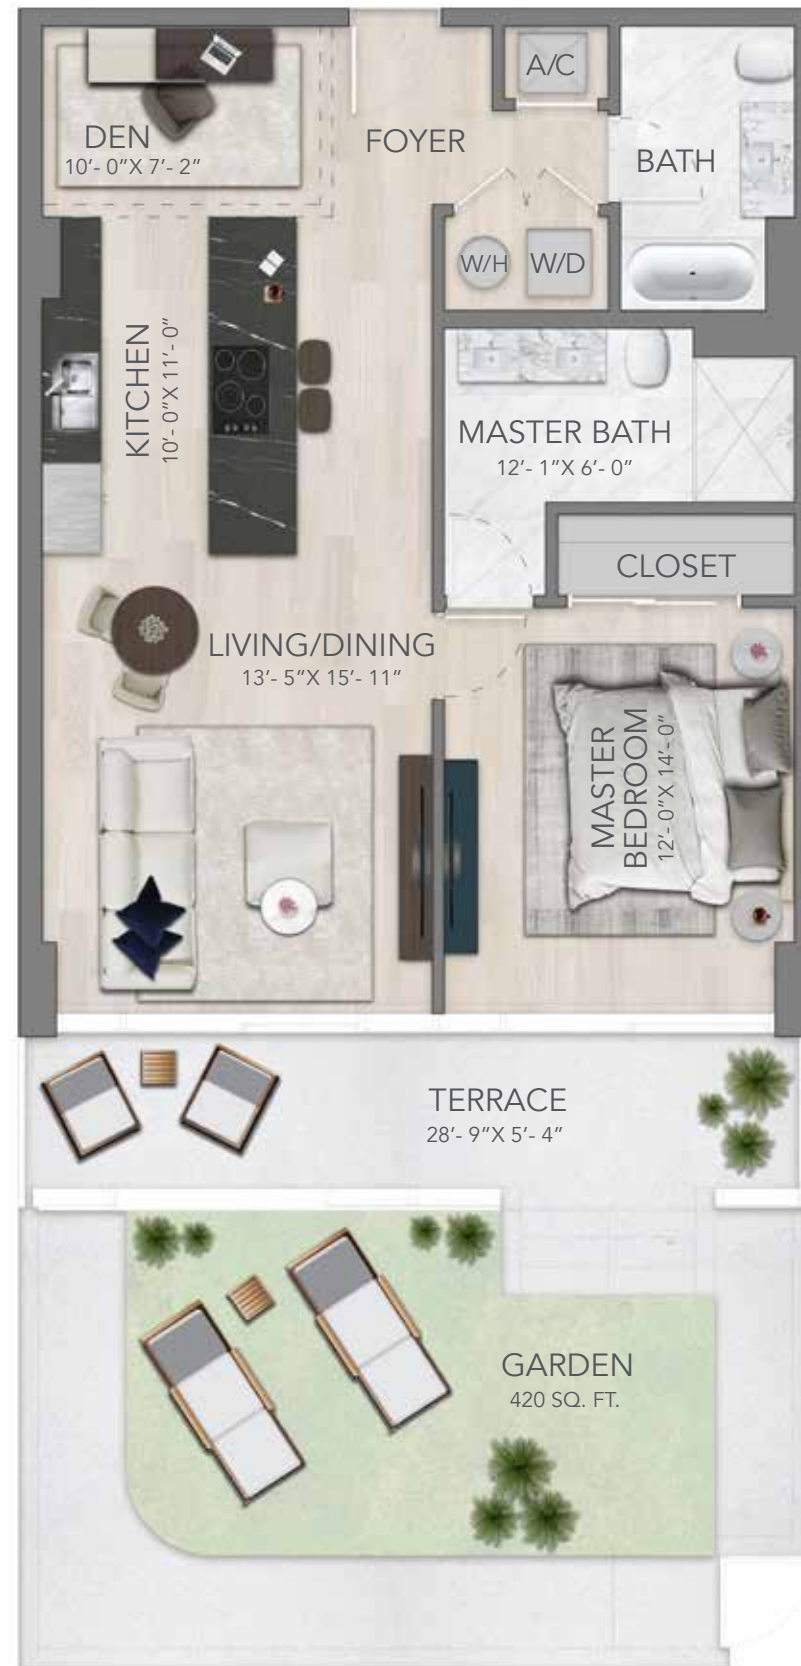 A/C
DEN
10'- 0"X 7'- 2"
FOYER
BATH
W/H
W/D
KITCHEN
10'- 0"X 11'- 0"
MASTER BATH
12'- 1"X 6'- 0"
CLOSET
LIVING/DINING
13'- 5"X 15'- 11"
MASTER
BEDROOM
12'- 0"X 14'- 0"
TERRACE
28'- 9"X 5'- 4"
GARDEN
420 SQ. FT.